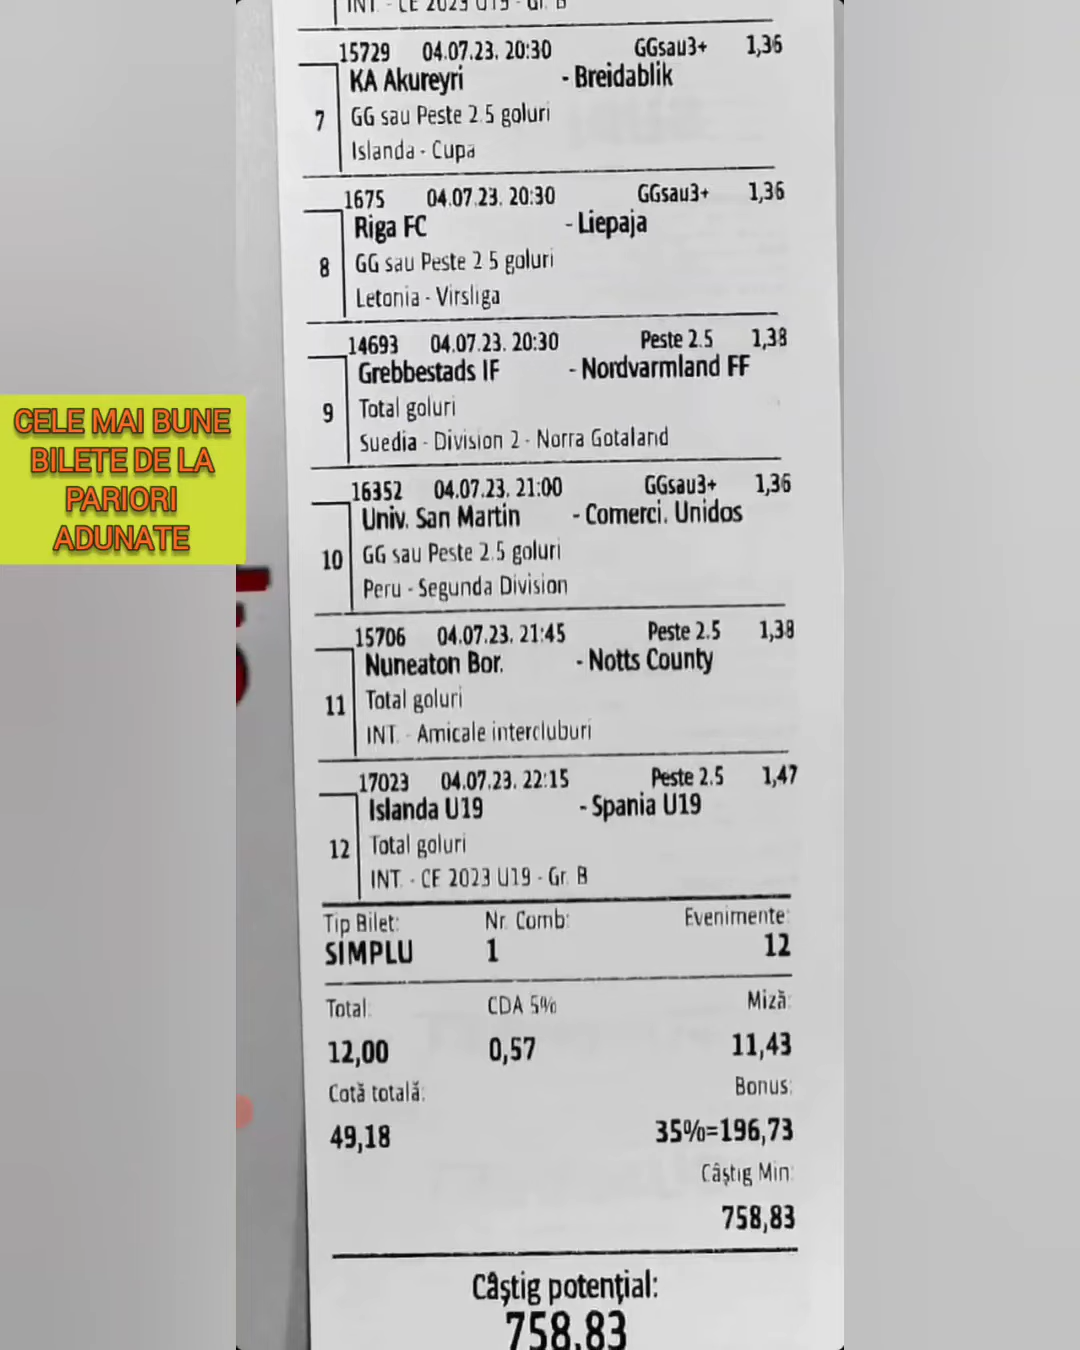 INT. - CE 2023 U19 - Gr. B
15729 04.07.23. 20:30 GGsau3+ 1,36
KA Akureyri - Breidablik
7 GG sau Peste 2.5 goluri
Islanda - Cupa
1675 04.07.23. 20:30 GGsau3+ 1,36
Riga FC - Liepaja
8 GG sau Peste 2.5 goluri
Letonia - Virsliga
14693 04.07.23. 20:30 Peste 2.5 1,38
Grebbestads IF - Nordvarmland FF
9 Total goluri
Suedia - Division 2 - Norra Gotaland
16352 04.07.23. 21:00 GGsau3+ 1,36
Univ. San Martin - Comerci. Unidos
10 GG sau Peste 2.5 goluri
Peru - Segunda Division
15706 04.07.23. 21:45 Peste 2.5 1,38
Nuneaton Bor. - Notts County
11 Total goluri
INT. - Amicale intercluburi
17023 04.07.23. 22:15 Peste 2.5 1,47
Islanda U19 - Spania U19
12 Total goluri
INT. - CE 2023 U19 - Gr. B
Tip Bilet: Nr. Comb: Evenimente:
SIMPLU 1 12
Total: CDA 5% Miză:
12,00 0,57 11,43
Cotă totală: Bonus:
49,18 35%=196,73
Câştig Min:
758,83
Câştig potenţial:
758,83
CELE MAI BUNE
BILETE DE LA
PARIORI
ADUNATE